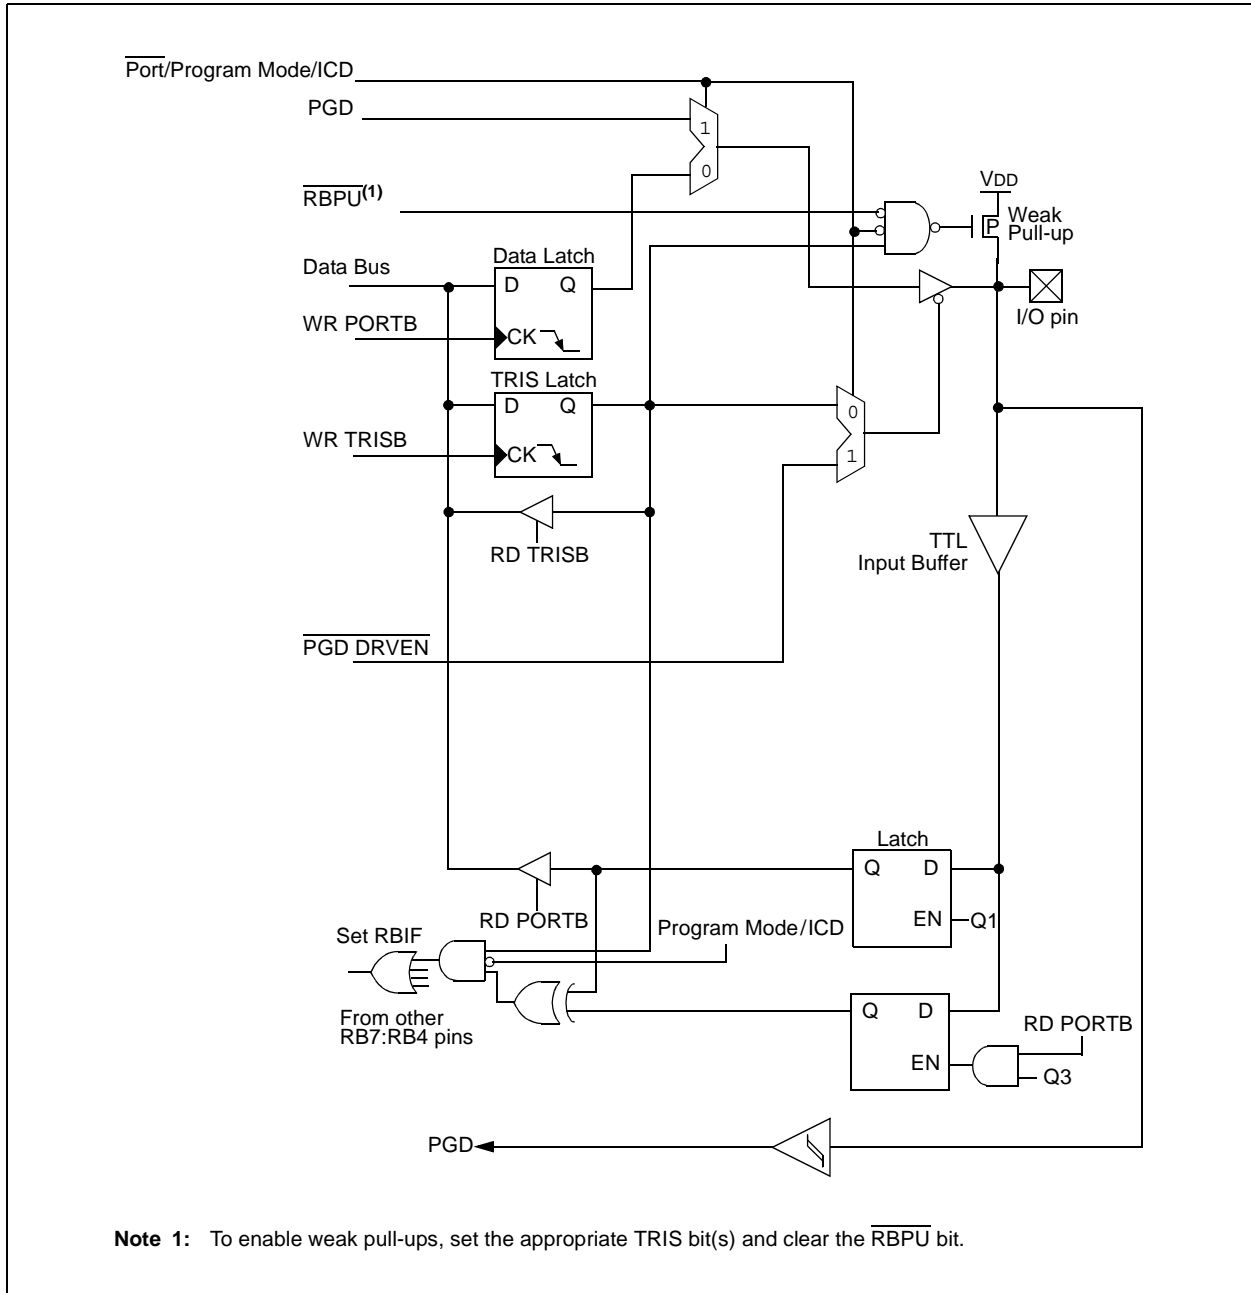 Port/Program Mode/ICD
PGD
1
0
RBPU(1)
VDD
P
Weak
Pull-up
Data Bus
Data Latch
D Q
CK
WR PORTB
I/O pin
TRIS Latch
D Q
CK
WR TRISB
0
1
RD TRISB
TTL
Input Buffer
PGD DRVEN
Latch
Q D
EN
Q1
RD PORTB
Program Mode/ICD
Set RBIF
From other
RB7:RB4 pins
Q D
EN
RD PORTB
Q3
PGD
Note 1: To enable weak pull-ups, set the appropriate TRIS bit(s) and clear the RBPU bit.